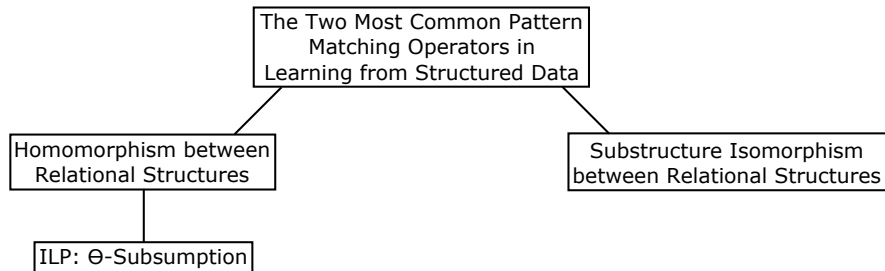 The Two Most Common Pattern
Matching Operators in
Learning from Structured Data
Homomorphism between
Relational Structures
Substructure Isomorphism
between Relational Structures
ILP: ϴ-Subsumption